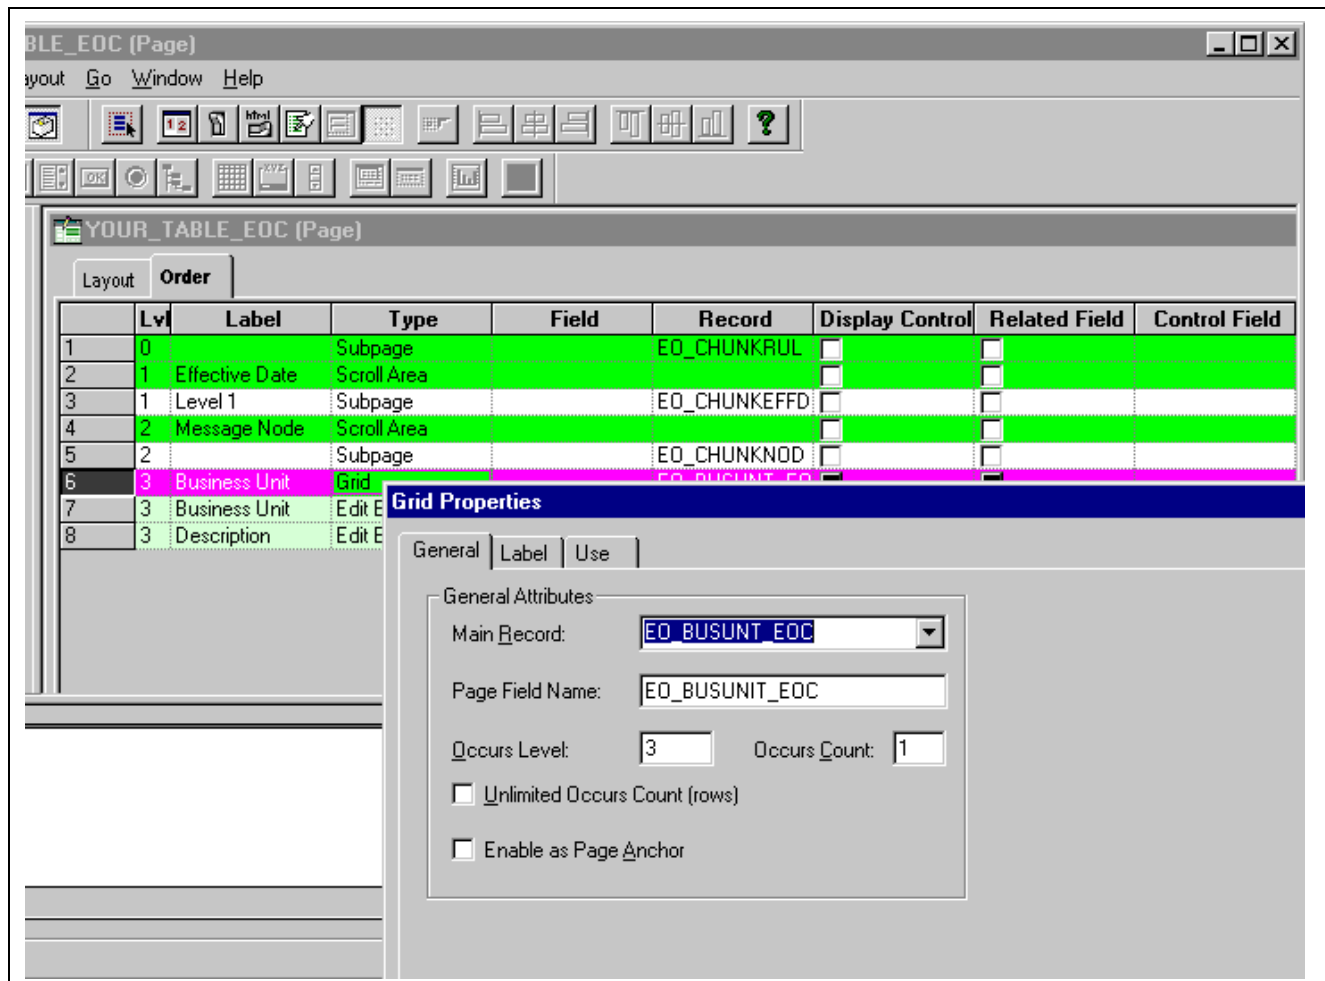 BLE_EOC (Page)
ayout Go Window Help
YOUR_TABLE_EOC (Page)
Layout Order
Lvl Label Type Field Record Display Control Related Field Control Field
1 0 Subpage EO_CHUNKRUL
2 1 Effective Date Scroll Area
3 1 Level 1 Subpage EO_CHUNKEFFD
4 2 Message Node Scroll Area
5 2 Subpage EO_CHUNKNOD
6 3 Business Unit Grid EO_BUSUNT_EO
7 3 Business Unit Edit E
8 3 Description Edit E
Grid Properties
General Label Use
General Attributes
Main Record: EO_BUSUNT_EOC
Page Field Name: EO_BUSUNIT_EOC
Occurs Level: 3 Occurs Count: 1
Unlimited Occurs Count (rows)
Enable as Page Anchor